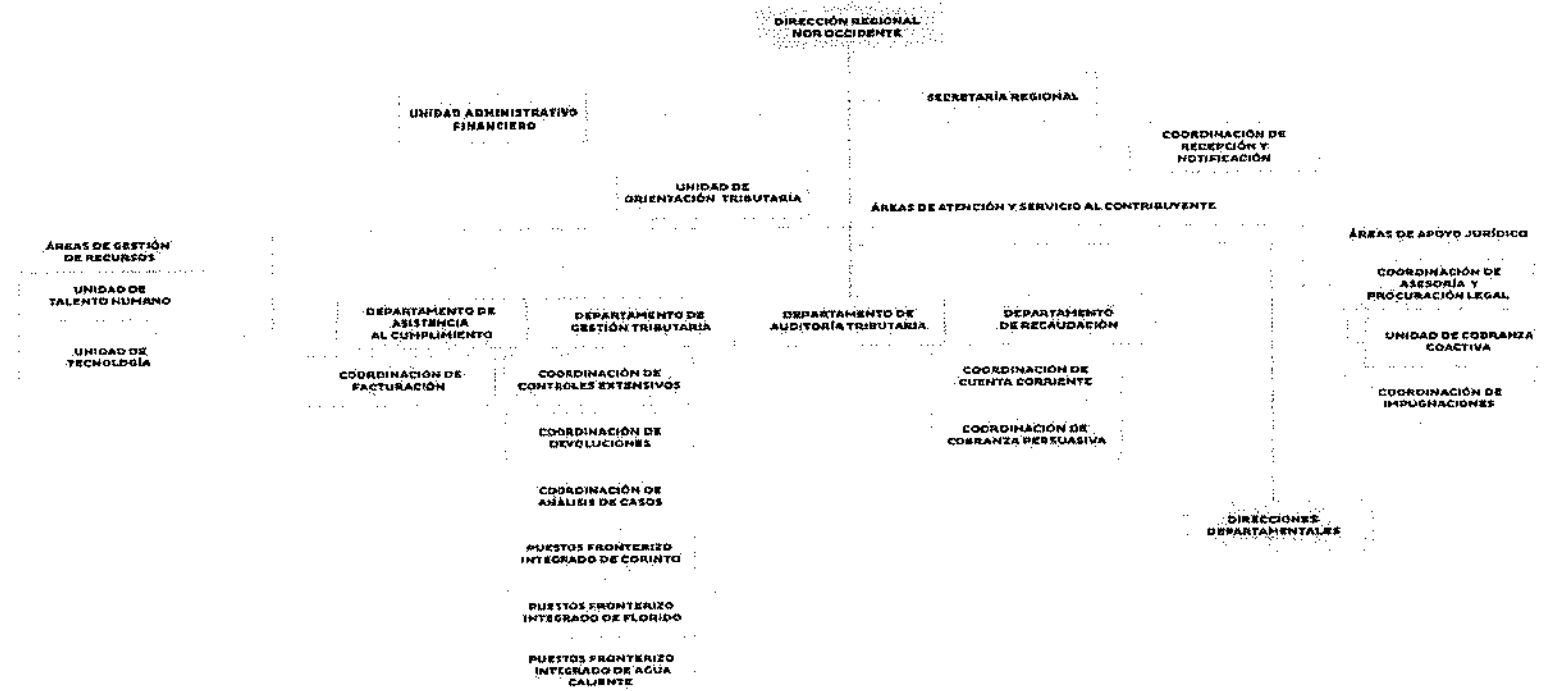 DIRECCIÓN REGIONAL
NOR OCCIDENTE
SECRETARÍA REGIONAL
UNIDAD ADMINISTRATIVO
FINANCIERO
COORDINACIÓN DE
RECEPCIÓN Y
NOTIFICACIÓN
UNIDAD DE
ORIENTACIÓN TRIBUTARÍA
ÁREAS DE ATENCIÓN Y SERVICIO AL CONTRIBUYENTE
ÁREAS DE GESTIÓN
DE RECURSOS
UNIDAD DE
TALENTO HUMANO
UNIDAD DE
TECNOLOGÍA
DEPARTAMENTO DE
ASISTENCIA
AL CUMPLIMIENTO
COORDINACIÓN DE
FACTURACIÓN
DEPARTAMENTO DE
GESTIÓN TRIBUTARÍA
COORDINACIÓN DE
CONTROLES EXTENSIVOS
COORDINACIÓN DE
DEVOLUCIONES
COORDINACIÓN DE
ANÁLISIS DE CASOS
PUESTOS FRONTERIZO
INTEGRADO DE CORINTO
PUESTOS FRONTERIZO
INTEGRADO DE FLORIDO
PUESTOS FRONTERIZO
INTEGRADO DE AGUA
CALIENTE
DEPARTAMENTO DE
AUDITORÍA TRIBUTARIA
DEPARTAMENTO
DE RECAUDACIÓN
COORDINACIÓN DE
CUENTA CORRIENTE
COORDINACIÓN DE
COBRANZA PERSUASIVA
DIRECCIONES
DEPARTAMENTALES
ÁREAS DE APOYO JURÍDICO
COORDINACIÓN DE
ASESORÍA Y
PROCURACIÓN LEGAL
UNIDAD DE COBRANZA
COACTIVA
COORDINACIÓN DE
IMPUGNACIONES